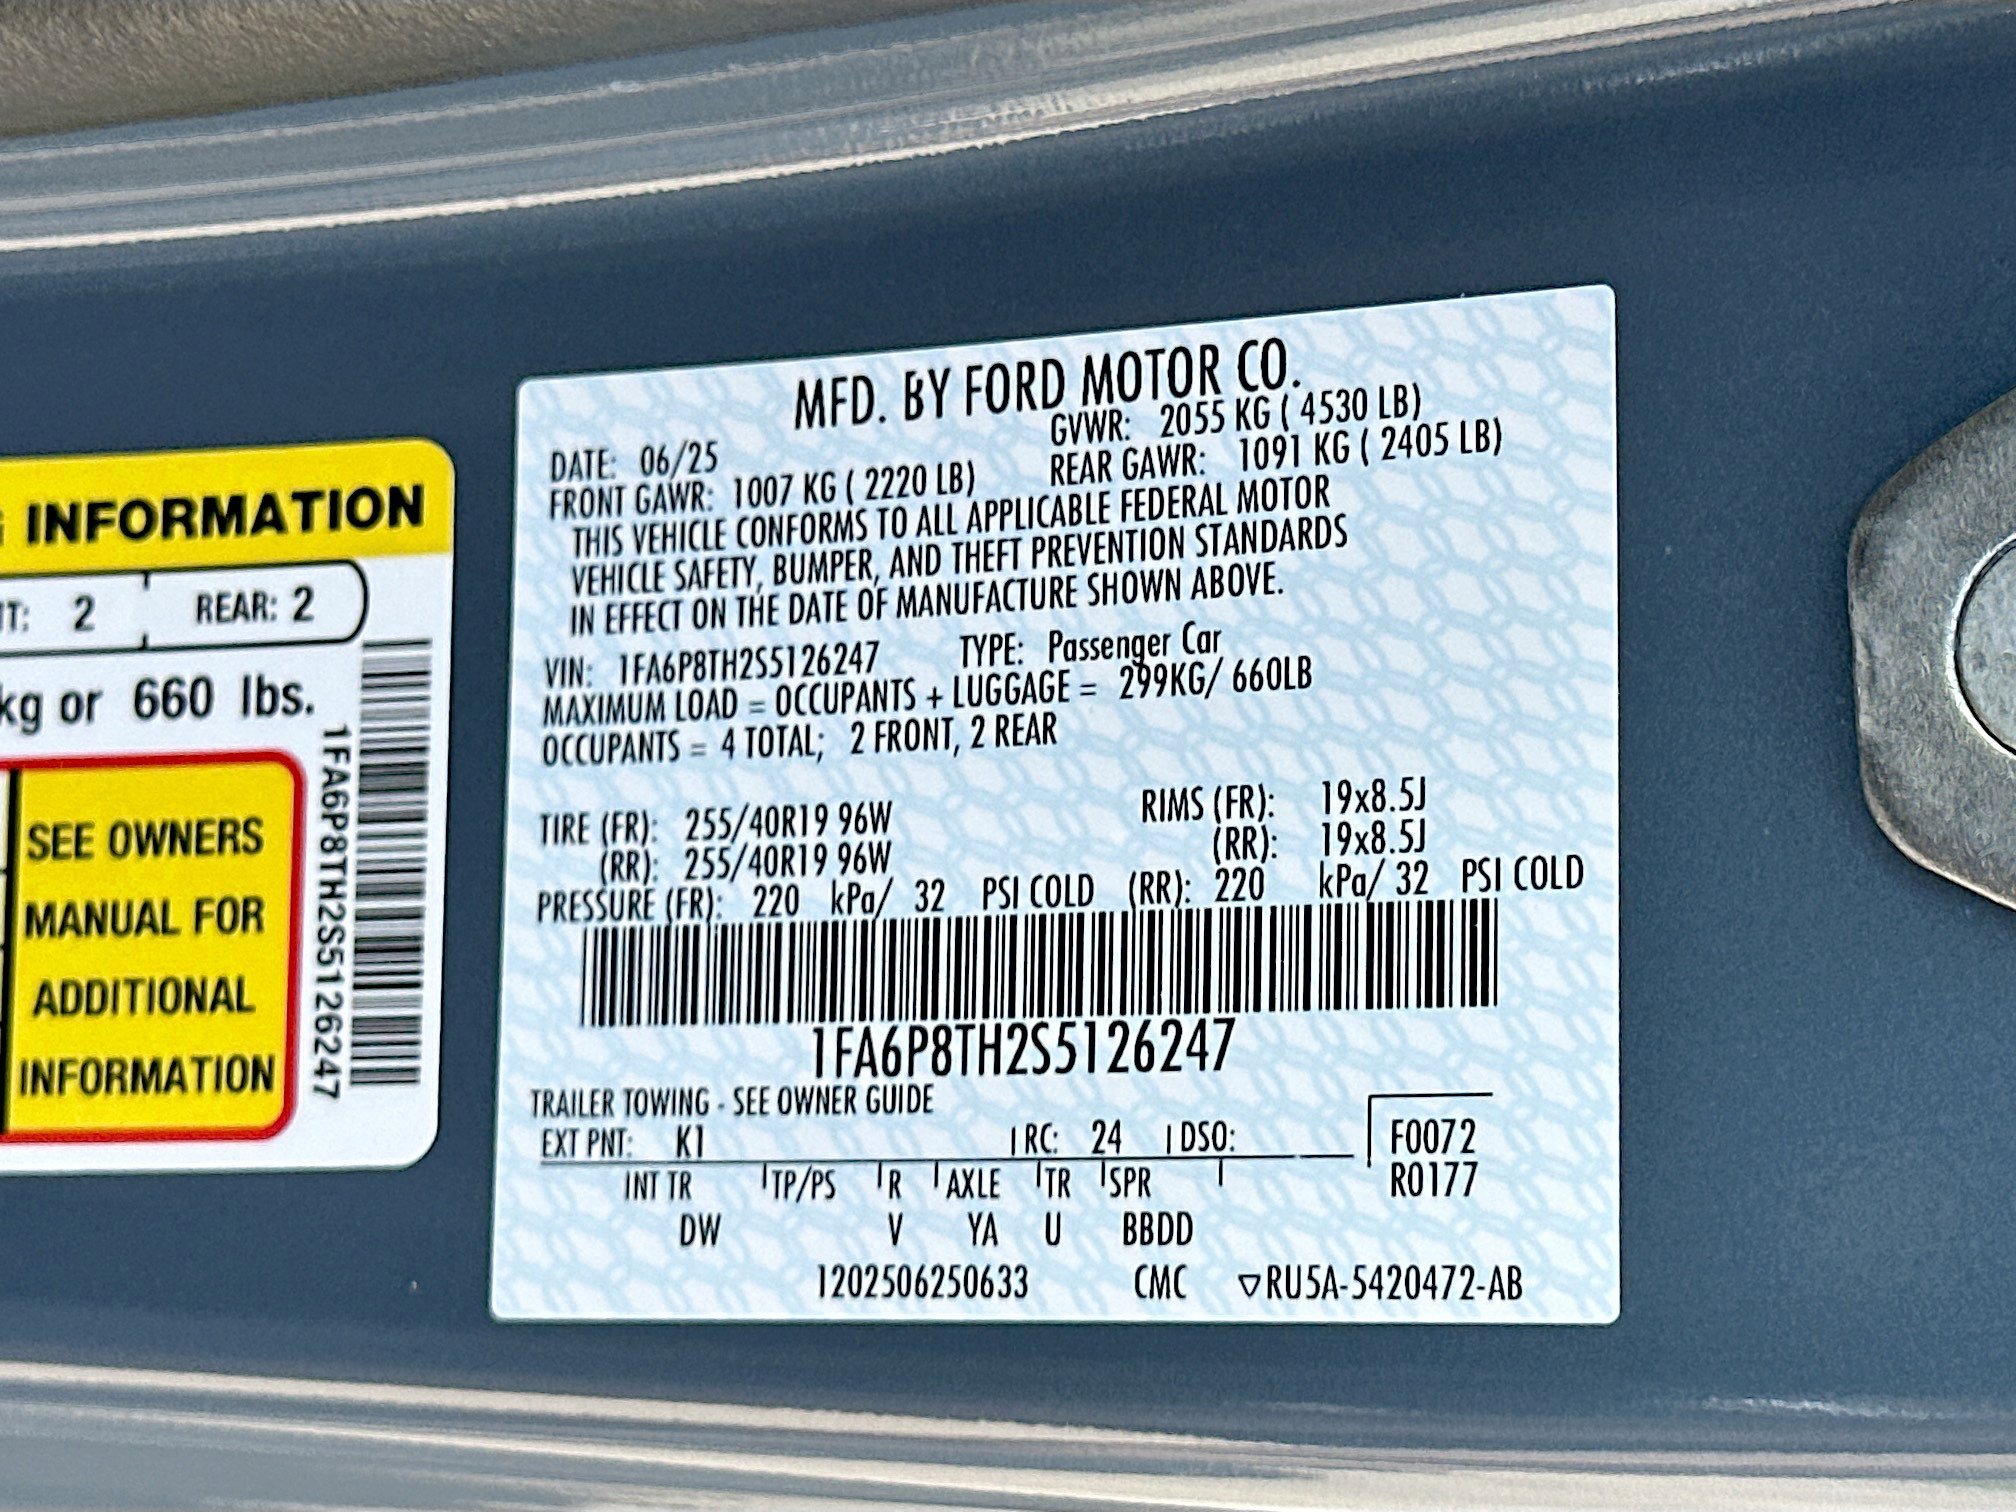 INFORMATION
2 REAR: 2
kg or 660 lbs.
SEE OWNERS
MANUAL FOR
ADDITIONAL
INFORMATION
1FA6P8TH2S5126247
MFD. BY FORD MOTOR CO.
DATE: 06/25 GVWR: 2055 KG ( 4530 LB)
FRONT GAWR: 1007 KG ( 2220 LB) REAR GAWR: 1091 KG ( 2405 LB)
THIS VEHICLE CONFORMS TO ALL APPLICABLE FEDERAL MOTOR
VEHICLE SAFETY, BUMPER, AND THEFT PREVENTION STANDARDS
IN EFFECT ON THE DATE OF MANUFACTURE SHOWN ABOVE.
VIN: 1FA6P8TH2S5126247 TYPE: Passenger Car
MAXIMUM LOAD = OCCUPANTS + LUGGAGE = 299KG/ 660LB
OCCUPANTS = 4 TOTAL; 2 FRONT, 2 REAR
TIRE (FR): 255/40R19 96W RIMS (FR): 19x8.5J
(RR): 255/40R19 96W (RR): 19x8.5J
PRESSURE (FR): 220 kPa/ 32 PSI COLD (RR): 220 kPa/ 32 PSI COLD
1FA6P8TH2S5126247
TRAILER TOWING - SEE OWNER GUIDE
EXT PNT: K1 RC: 24 DSO: F0072
INT TR TP/PS R AXLE TR SPR R0177
DW V YA U BBDD
1202506250633 CMC ▽RU5A-5420472-AB